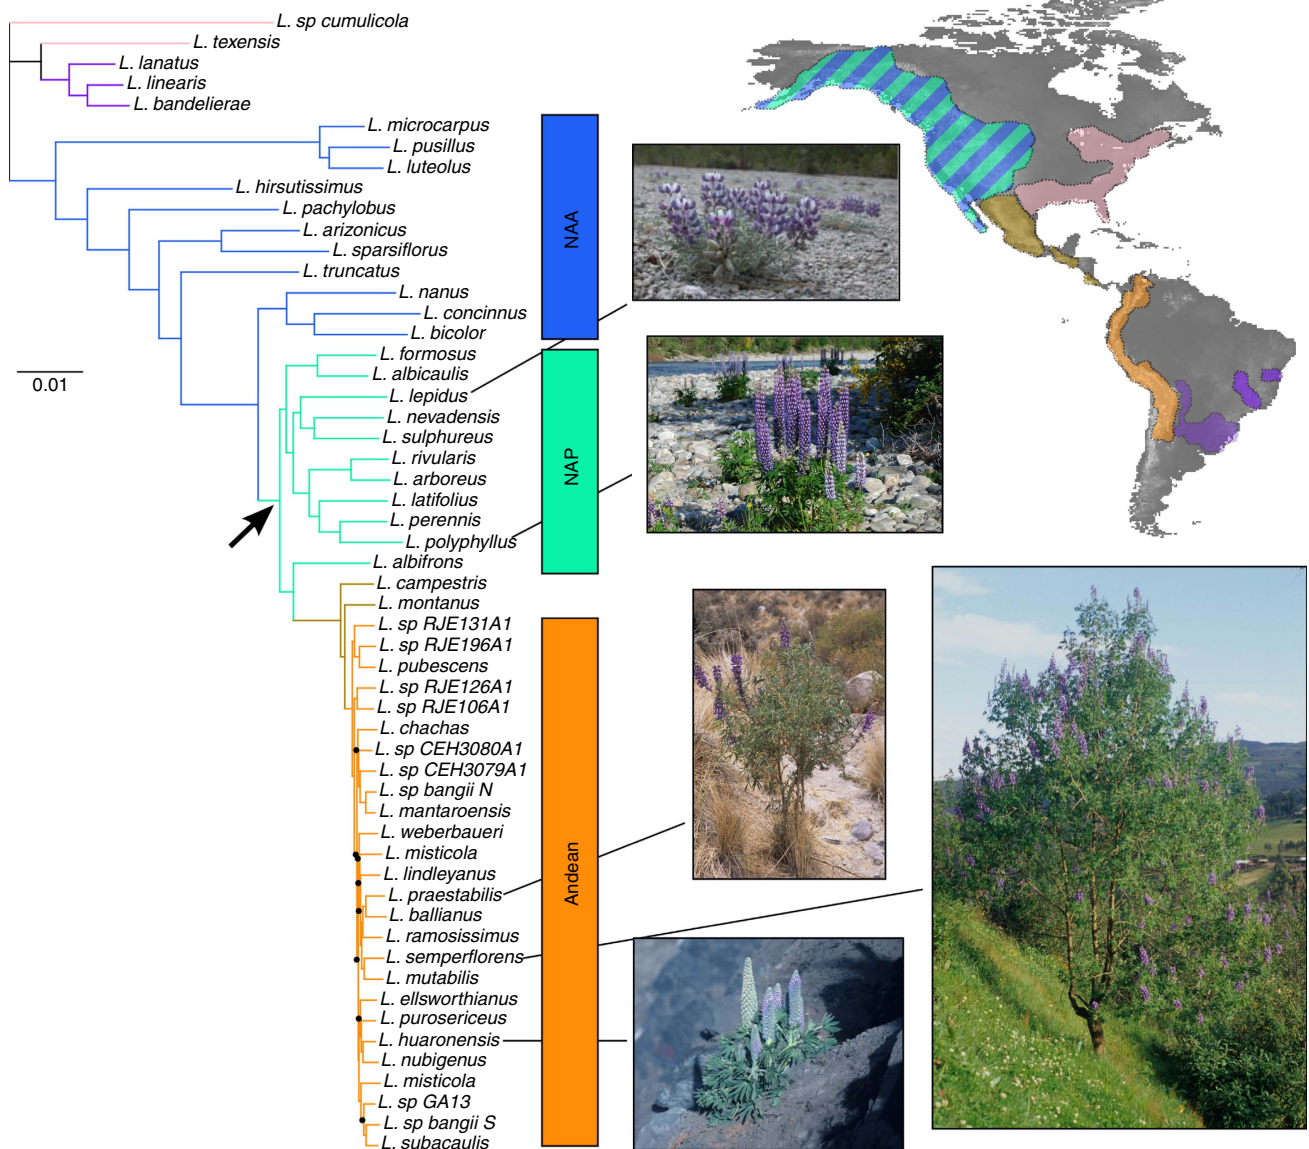 L. sp cumulicola
L. texensis
L. lanatus
L. linearis
L. bandelierae
L. microcarpus
L. pusillus
L. luteolus
L. hirsutissimus
L. pachylobus
L. arizonicus
L. sparsiflorus
L. truncatus
L. nanus
L. concinnus
L. bicolor
L. formosus
L. albicaulis
L. lepidus
L. nevadensis
L. sulphureus
L. rivularis
L. arboreus
L. latifolius
L. perennis
L. polyphyllus
L. albifrons
L. campestris
L. montanus
L. sp RJE131A1
L. sp RJE196A1
L. pubescens
L. sp RJE126A1
L. sp RJE106A1
L. chachas
L. sp CEH3080A1
L. sp CEH3079A1
L. sp bangii N
L. mantaroensis
L. weberbaueri
L. misticola
L. lindleyanus
L. praestabilis
L. ballianus
L. ramosissimus
L. semperflorens
L. mutabilis
L. ellsworthianus
L. purosericeus
L. huaronensis
L. nubigenus
L. misticola
L. sp GA13
L. sp bangii S
L. subacaulis
0.01
NAA
NAP
Andean